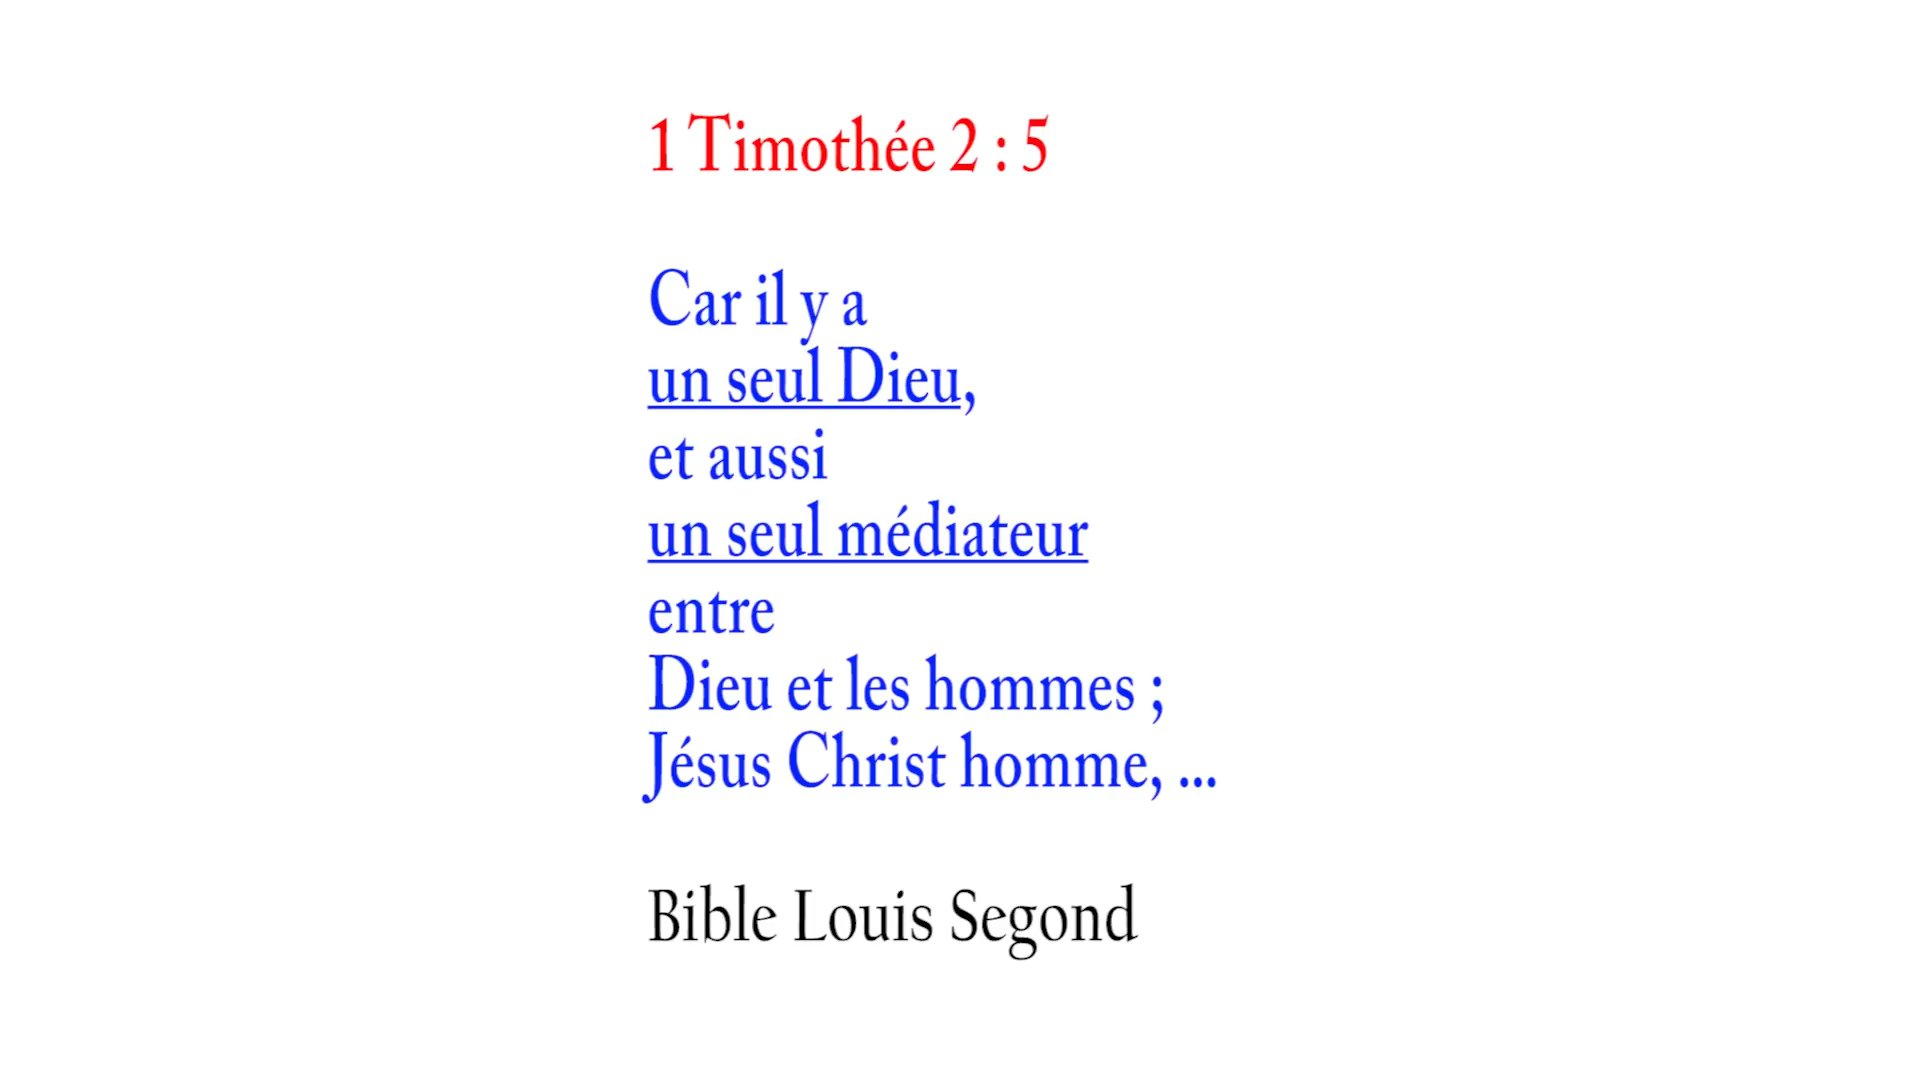 1 Timothée 2 : 5
Car il y a
un seul Dieu,
et aussi
un seul médiateur
entre
Dieu et les hommes ;
Jésus Christ homme, ...
Bible Louis Segond